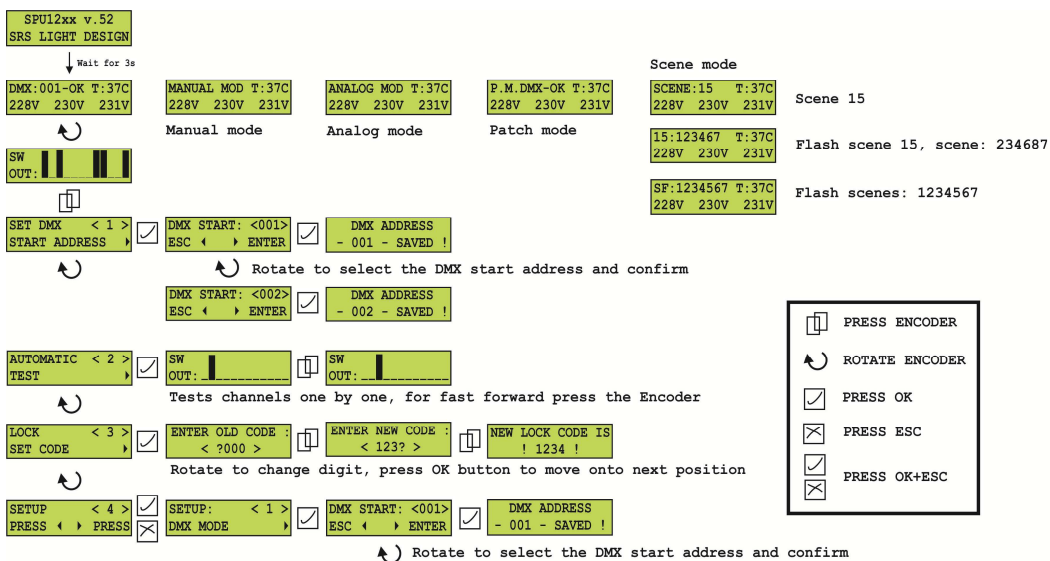 SPU12xx v.52
SRS LIGHT DESIGN
Wait for 3s
DMX:001-OK T:37C
228V 230V 231V
MANUAL MOD T:37C
228V 230V 231V
Manual mode
ANALOG MOD T:37C
228V 230V 231V
Analog mode
P.M.DMX-OK T:37C
228V 230V 231V
Patch mode
Scene mode
SCENE:15 T:37C
228V 230V 231V
Scene 15
15:123467 T:37C
228V 230V 231V
Flash scene 15, scene: 234687
SF:1234567 T:37C
228V 230V 231V
Flash scenes: 1234567
SW
OUT:
SET DMX < 1 >
START ADDRESS
DMX START: <001>
ESC ENTER
DMX ADDRESS
- 001 - SAVED !
Rotate to select the DMX start address and confirm
DMX START: <002>
ESC ENTER
DMX ADDRESS
- 002 - SAVED !
AUTOMATIC < 2 >
TEST
SW
OUT:
SW
OUT:
Tests channels one by one, for fast forward press the Encoder
LOCK < 3 >
SET CODE
ENTER OLD CODE :
< ?000 >
ENTER NEW CODE :
< 123? >
NEW LOCK CODE IS
! 1234 !
Rotate to change digit, press OK button to move onto next position
SETUP < 4 >
PRESS PRESS
SETUP: < 1 >
DMX MODE
DMX START: <001>
ESC ENTER
DMX ADDRESS
- 001 - SAVED !
Rotate to select the DMX start address and confirm
PRESS ENCODER
ROTATE ENCODER
PRESS OK
PRESS ESC
PRESS OK+ESC